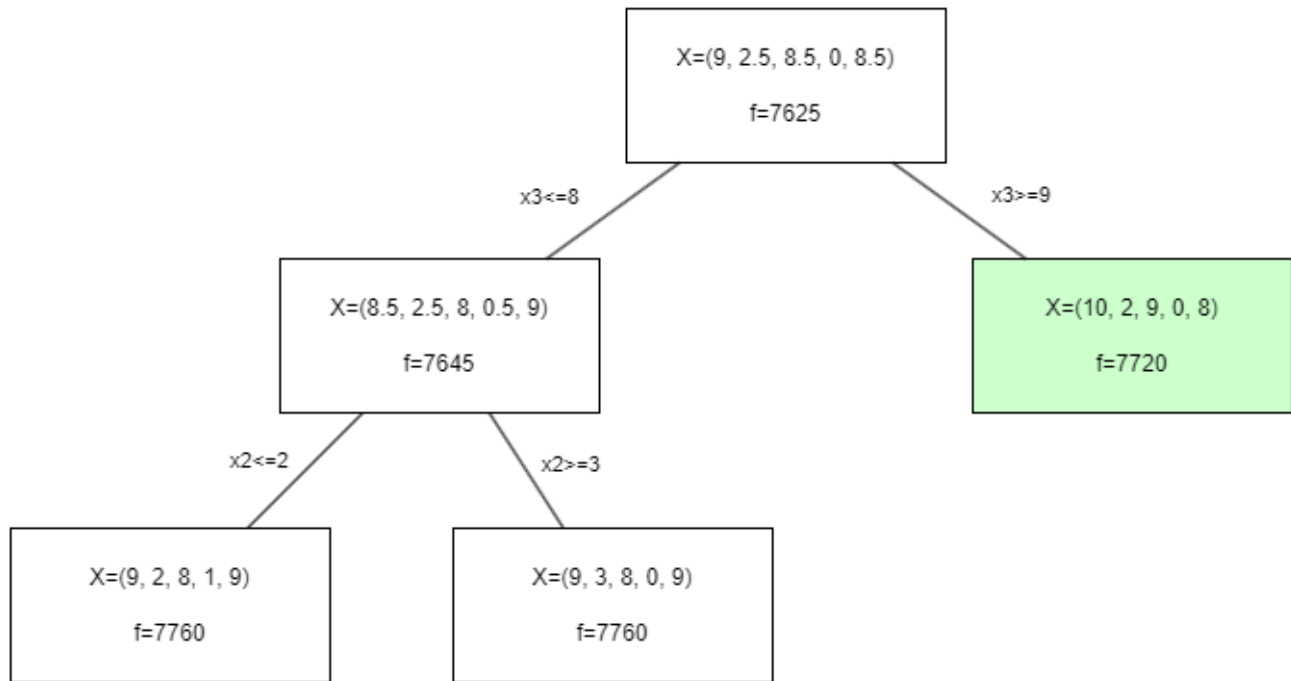 X=(9, 2.5, 8.5, 0, 8.5)
f=7625
x3<=8
x3>=9
X=(8.5, 2.5, 8, 0.5, 9)
f=7645
X=(10, 2, 9, 0, 8)
f=7720
x2<=2
x2>=3
X=(9, 2, 8, 1, 9)
f=7760
X=(9, 3, 8, 0, 9)
f=7760